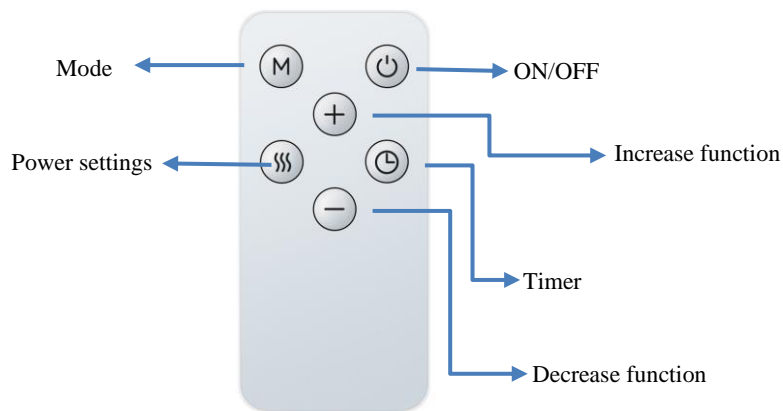 Mode
M
ON/OFF
Increase function
Power settings
Timer
Decrease function